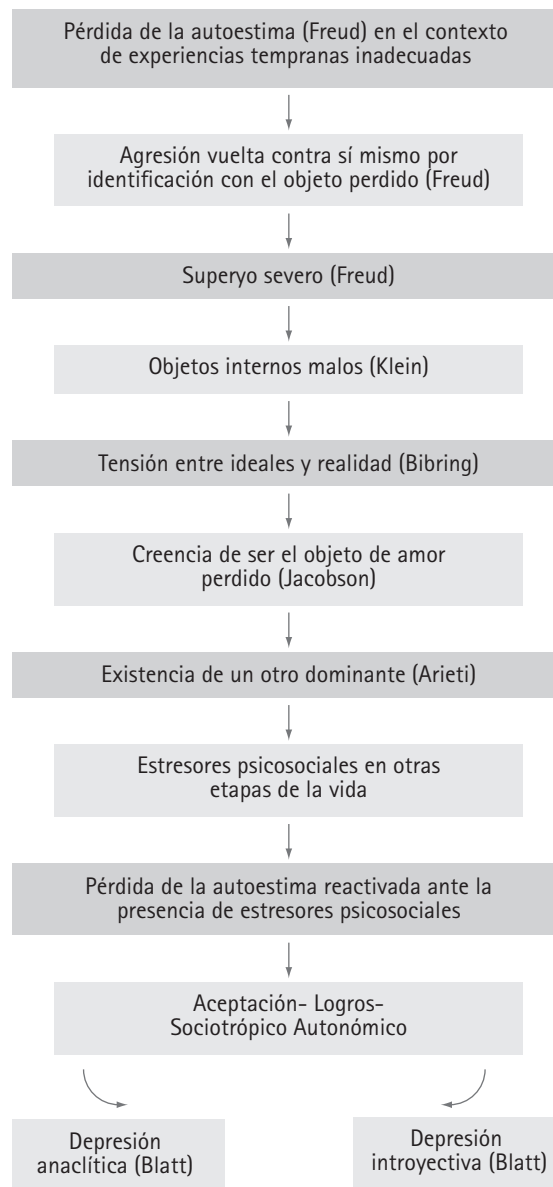 Pérdida de la autoestima (Freud) en el contexto
de experiencias tempranas inadecuadas
Agresión vuelta contra sí mismo por
identificación con el objeto perdido (Freud)
Superyo severo (Freud)
Objetos internos malos (Klein)
Tensión entre ideales y realidad (Bibring)
Creencia de ser el objeto de amor
perdido (Jacobson)
Existencia de un otro dominante (Arieti)
Estresores psicosociales en otras
etapas de la vida
Pérdida de la autoestima reactivada ante la
presencia de estresores psicosociales
Aceptación- Logros-
Sociotrópico Autonómico
Depresión
anaclítica (Blatt)
Depresión
introyectiva (Blatt)